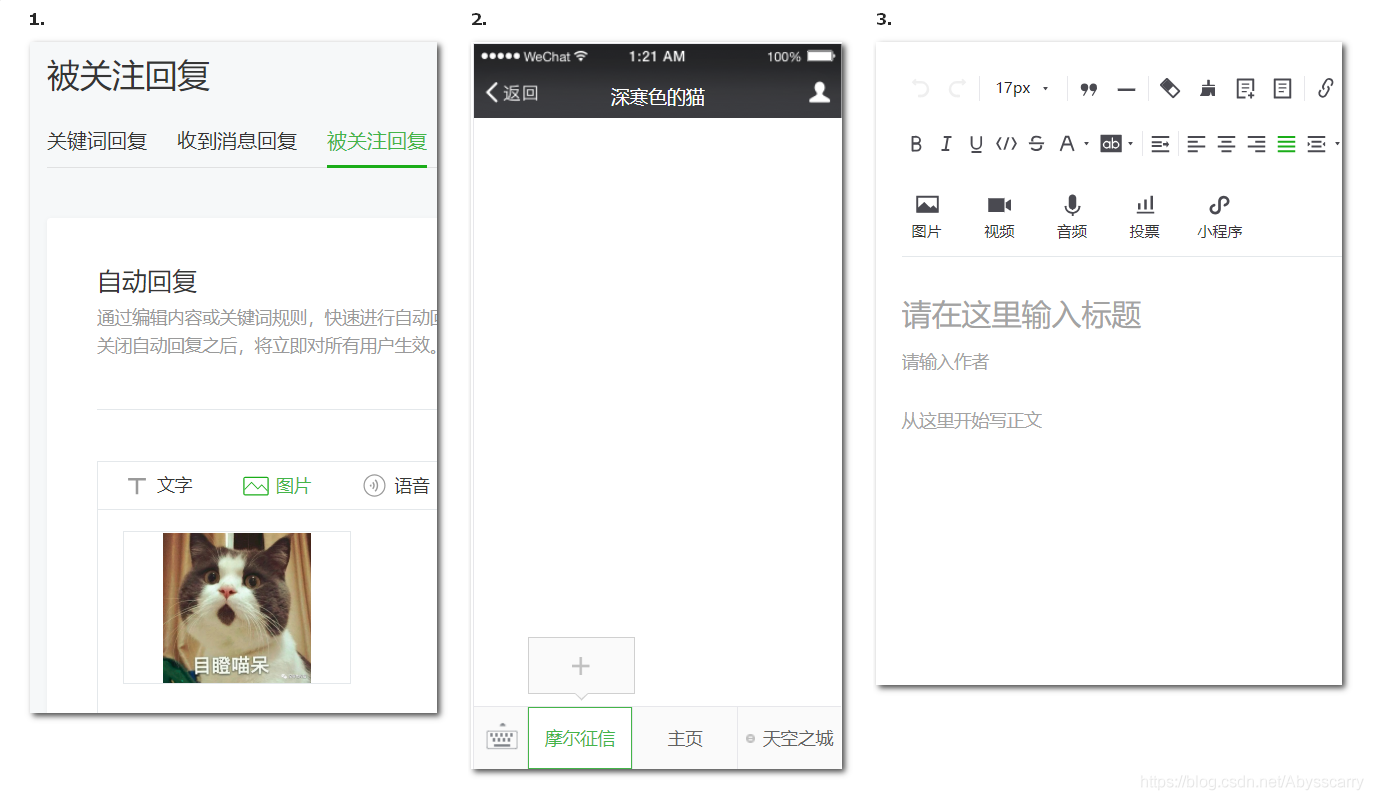 1.
被关注回复
关键词回复 收到消息回复 被关注回复
自动回复
通过编辑内容或关键词规则，快速进行自动回
关闭自动回复之后，将立即对所有用户生效。
文字 图片 语音
目瞪喵呆
2.
WeChat 1:21 AM 100%
返回 深寒色的猫
+
摩尔征信 主页 天空之城
3.
17px
B I U </> S A ab
图片 视频 音频 投票 小程序
请在这里输入标题
请输入作者
从这里开始写正文
https://blog.csdn.net/Abysscarry